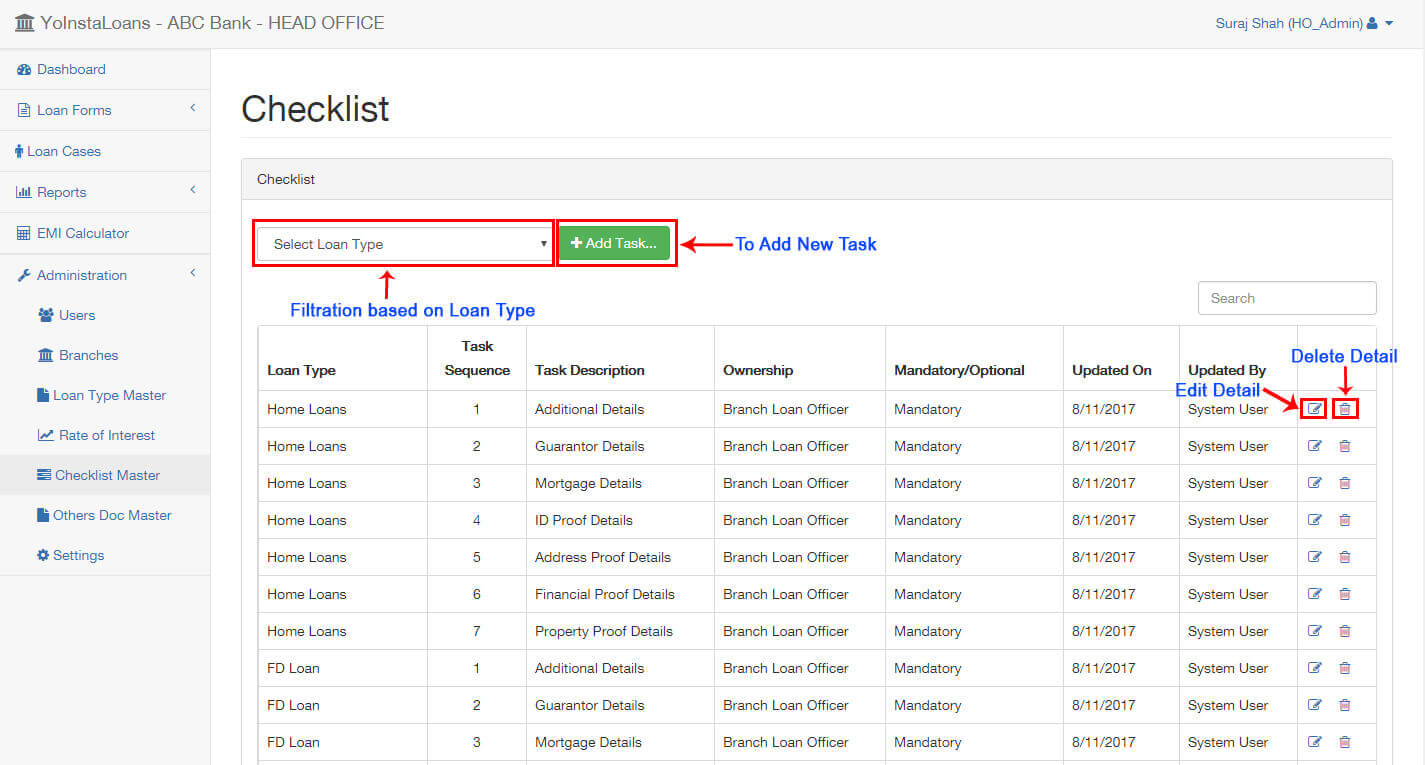 YoInstaLoans - ABC Bank - HEAD OFFICE
Suraj Shah (HO_Admin)
Dashboard
Loan Forms
Loan Cases
Reports
EMI Calculator
Administration
Users
Branches
Loan Type Master
Rate of Interest
Checklist Master
Others Doc Master
Settings
Checklist
Checklist
Select Loan Type
Add Task...
To Add New Task
Filtration based on Loan Type
Search
Delete Detail
Edit Detail
Loan Type Task Sequence Task Description Ownership Mandatory/Optional Updated On Updated By
Home Loans 1 Additional Details Branch Loan Officer Mandatory 8/11/2017 System User
Home Loans 2 Guarantor Details Branch Loan Officer Mandatory 8/11/2017 System User
Home Loans 3 Mortgage Details Branch Loan Officer Mandatory 8/11/2017 System User
Home Loans 4 ID Proof Details Branch Loan Officer Mandatory 8/11/2017 System User
Home Loans 5 Address Proof Details Branch Loan Officer Mandatory 8/11/2017 System User
Home Loans 6 Financial Proof Details Branch Loan Officer Mandatory 8/11/2017 System User
Home Loans 7 Property Proof Details Branch Loan Officer Mandatory 8/11/2017 System User
FD Loan 1 Additional Details Branch Loan Officer Mandatory 8/11/2017 System User
FD Loan 2 Guarantor Details Branch Loan Officer Mandatory 8/11/2017 System User
FD Loan 3 Mortgage Details Branch Loan Officer Mandatory 8/11/2017 System User